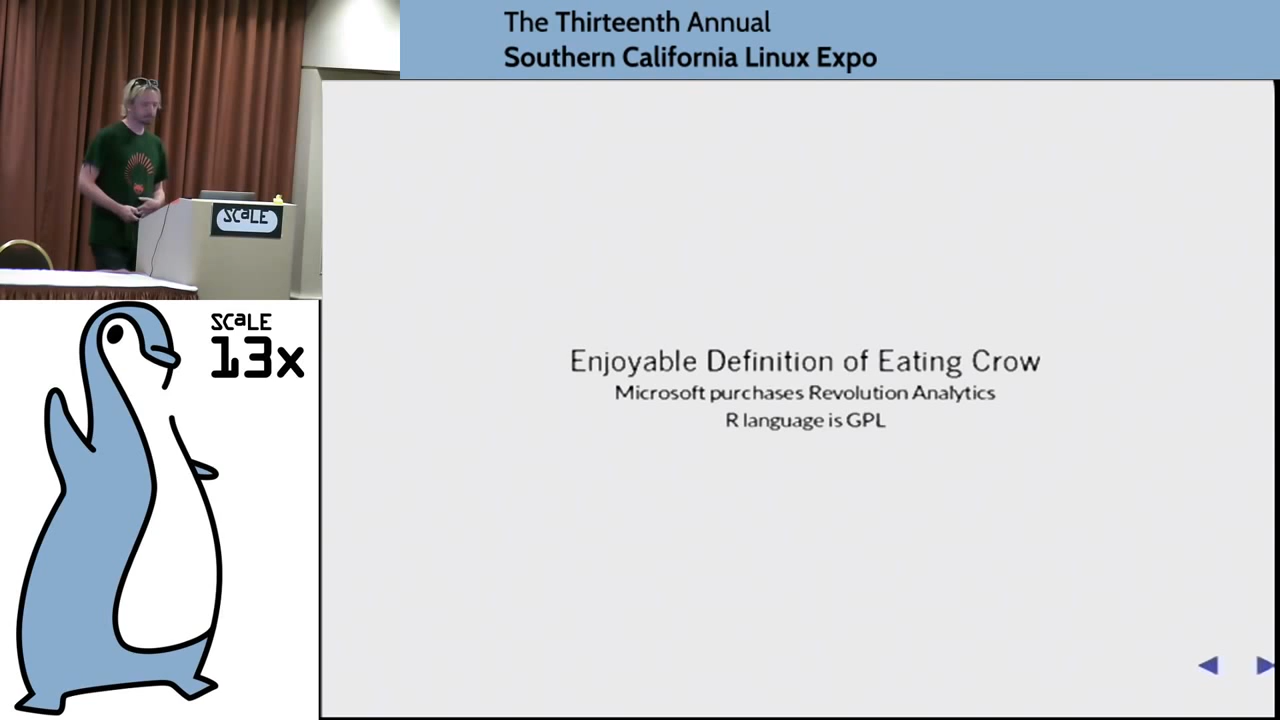 The Thirteenth Annual
Southern California Linux Expo
SCaLE
SCaLE
13x
Enjoyable Definition of Eating Crow
Microsoft purchases Revolution Analytics
R language is GPL